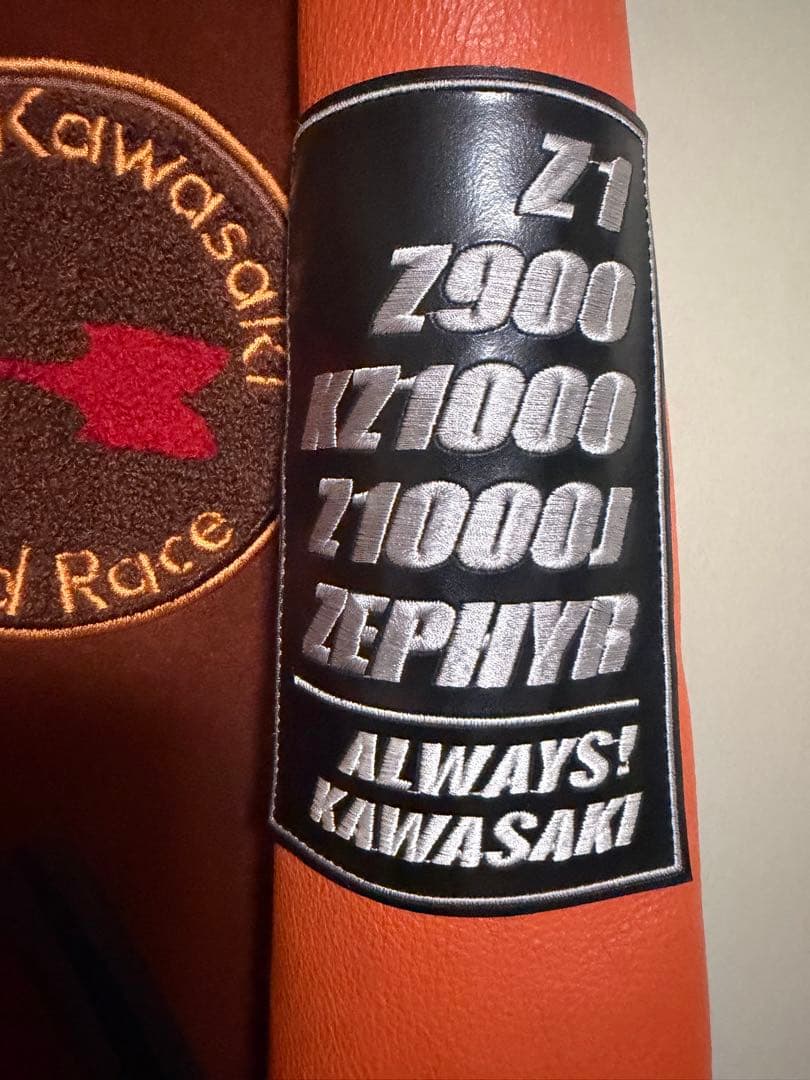 Kawasaki
Race
Z1
Z900
KZ1000
Z1000J
ZEPHYR
ALWAYS!
KAWASAKI